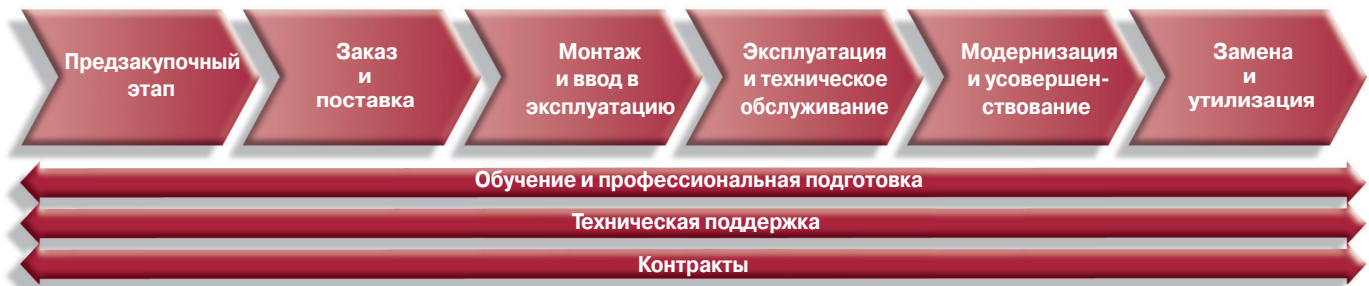 Предзакупочный
этап
Заказ
и
поставка
Монтаж
и ввод в
эксплуатацию
Эксплуатация
и техническое
обслуживание
Модернизация
и усовершен-
ствование
Замена
и
утилизация
Обучение и профессиональная подготовка
Техническая поддержка
Контракты